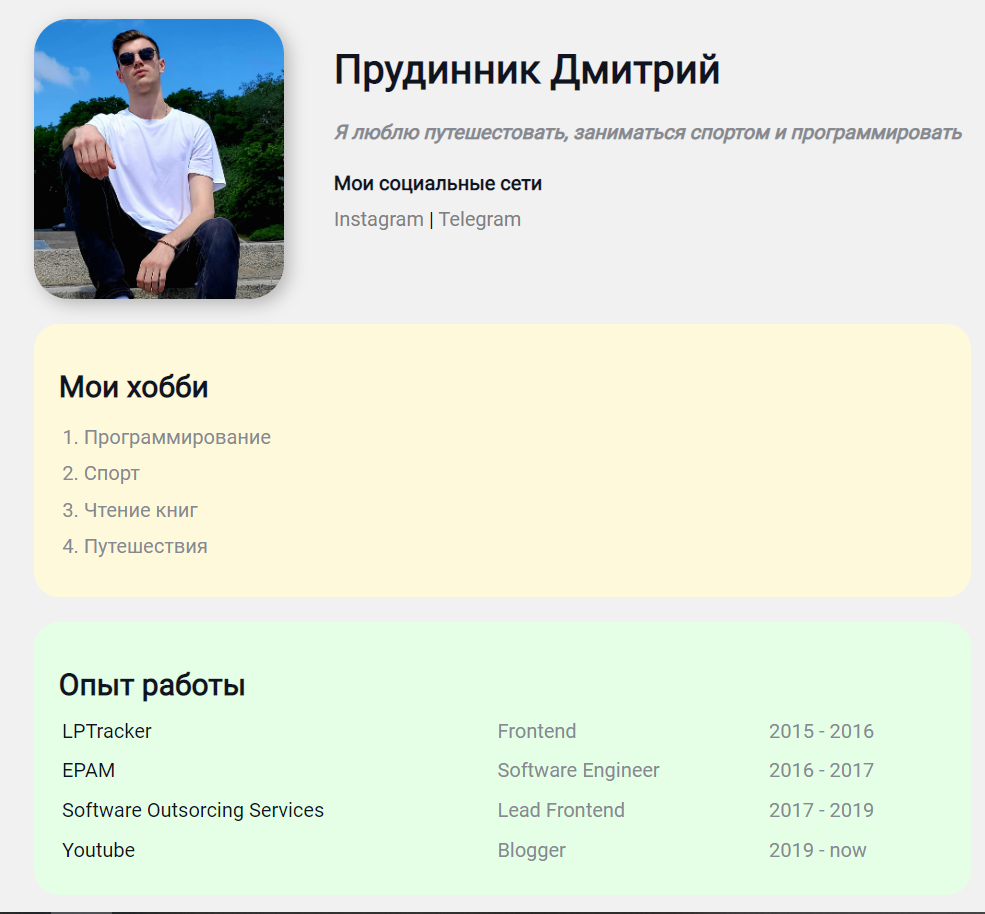 Прудинник Дмитрий
Я люблю путешестовать, заниматься спортом и программировать
Мои социальные сети
Instagram | Telegram
Мои хобби
1. Программирование
2. Спорт
3. Чтение книг
4. Путешествия
Опыт работы
LPTracker Frontend 2015 - 2016
EPAM Software Engineer 2016 - 2017
Software Outsorcing Services Lead Frontend 2017 - 2019
Youtube Blogger 2019 - now